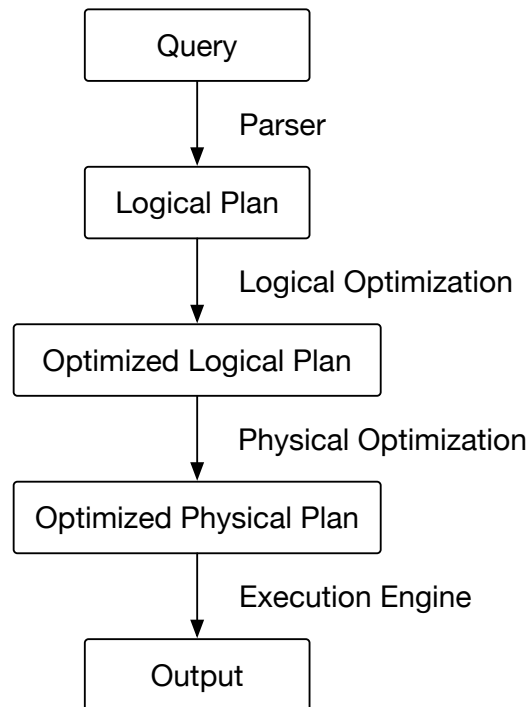 Query
Parser
Logical Plan
Logical Optimization
Optimized Logical Plan
Physical Optimization
Optimized Physical Plan
Execution Engine
Output